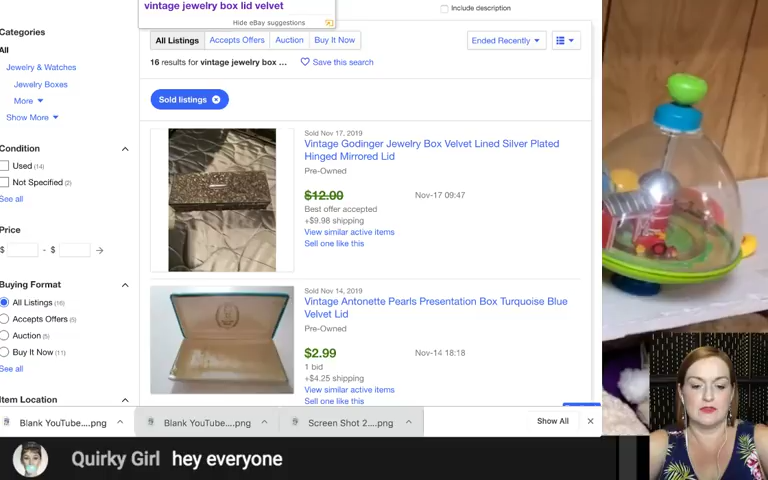 vintage jewelry box lid velvet
Hide eBay suggestions
Include description
Categories
All
Jewelry & Watches
Jewelry Boxes
More
Show More
Condition
Used (14)
Not Specified (2)
See all
Price
$ - $
Buying Format
All Listings (16)
Accepts Offers (5)
Auction (5)
Buy It Now (11)
See all
Item Location
All Listings
Accepts Offers
Auction
Buy It Now
Ended Recently
16 results for vintage jewelry box ...
Save this search
Sold listings
Sold Nov 17, 2019
Vintage Godinger Jewelry Box Velvet Lined Silver Plated
Hinged Mirrored Lid
Pre-Owned
$12.00
Nov-17 09:47
Best offer accepted
+$9.98 shipping
View similar active items
Sell one like this
Sold Nov 14, 2019
Vintage Antonette Pearls Presentation Box Turquoise Blue
Velvet Lid
Pre-Owned
$2.99
Nov-14 18:18
1 bid
+$4.25 shipping
View similar active items
Sell one like this
Blank YouTube....png
Blank YouTube....png
Screen Shot 2....png
Show All
Quirky Girl hey everyone